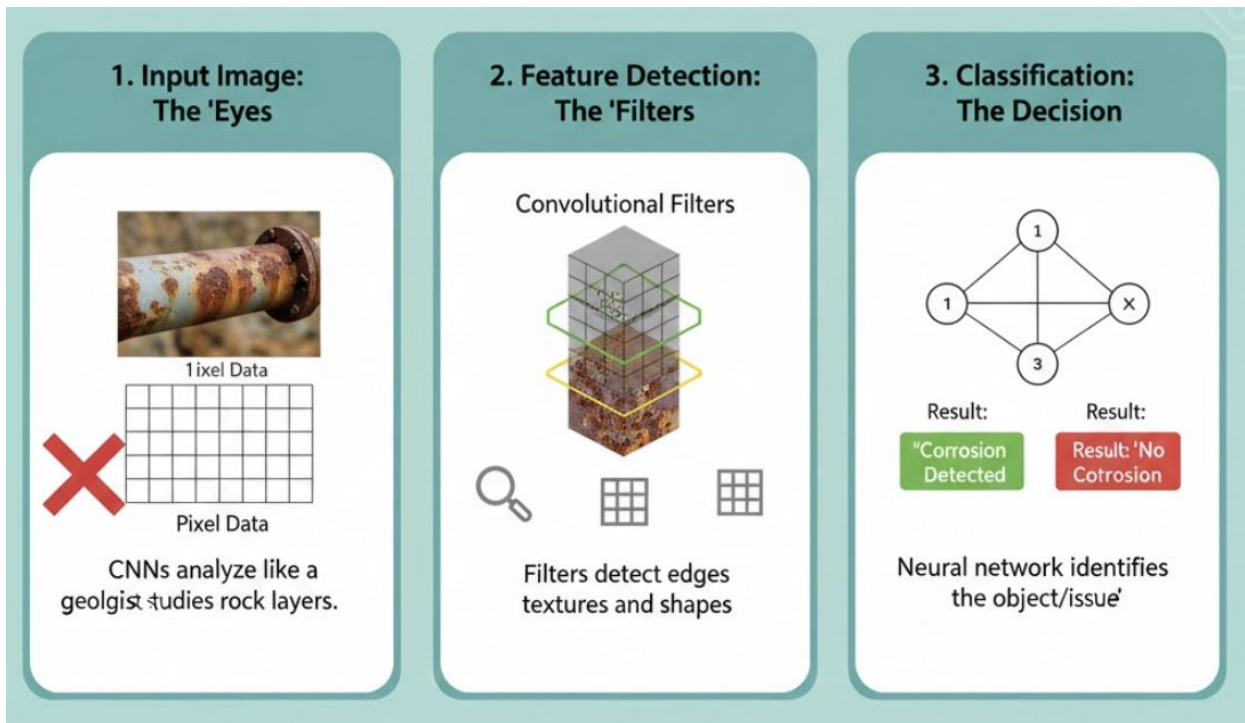 1. Input Image:
The 'Eyes
1ixel Data
Pixel Data
CNNs analyze like a
geolgist studies rock layers.
2. Feature Detection:
The 'Filters
Convolutional Filters
Filters detect edges
textures and shapes
3. Classification:
The Decision
1
1
X
3
Result:
Result:
"Corrosion
Detected
Result: 'No
Cotrosion
Neural network identifies
the object/issue'